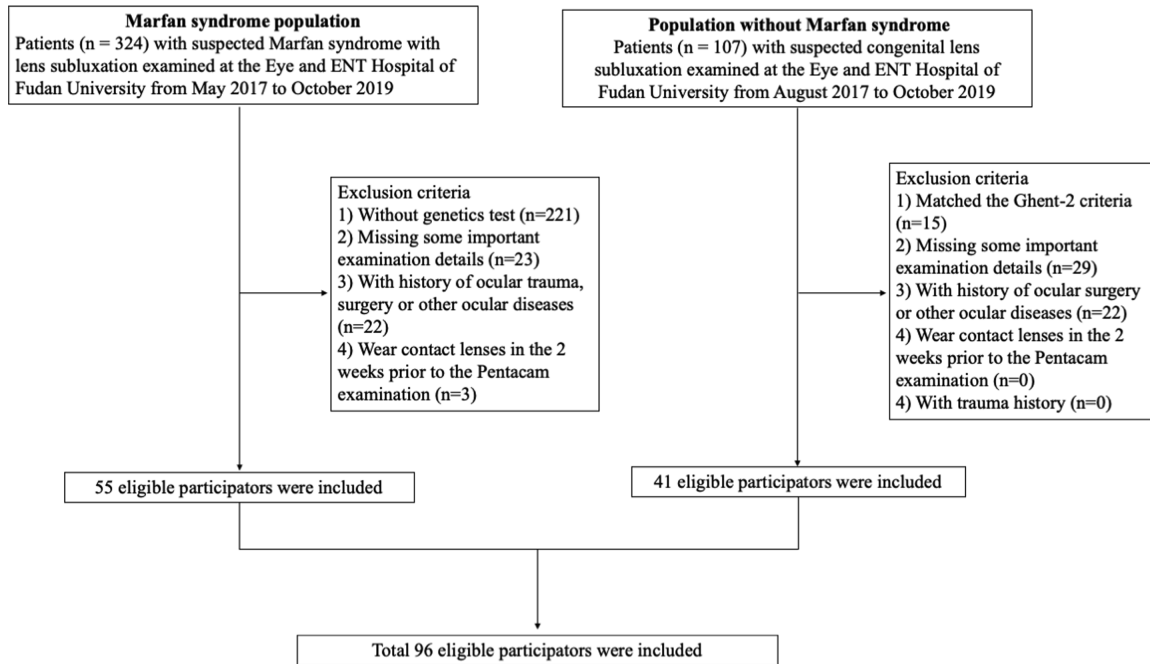 Marfan syndrome population
Patients (n = 324) with suspected Marfan syndrome with
lens subluxation examined at the Eye and ENT Hospital of
Fudan University from May 2017 to October 2019
Population without Marfan syndrome
Patients (n = 107) with suspected congenital lens
subluxation examined at the Eye and ENT Hospital of
Fudan University from August 2017 to October 2019
Exclusion criteria
1) Without genetics test (n=221)
2) Missing some important
examination details (n=23)
3) With history of ocular trauma,
surgery or other ocular diseases
(n=22)
4) Wear contact lenses in the 2
weeks prior to the Pentacam
examination (n=3)
Exclusion criteria
1) Matched the Ghent-2 criteria
(n=15)
2) Missing some important
examination details (n=29)
3) With history of ocular surgery
or other ocular diseases (n=22)
4) Wear contact lenses in the 2
weeks prior to the Pentacam
examination (n=0)
4) With trauma history (n=0)
55 eligible participators were included
41 eligible participators were included
Total 96 eligible participators were included